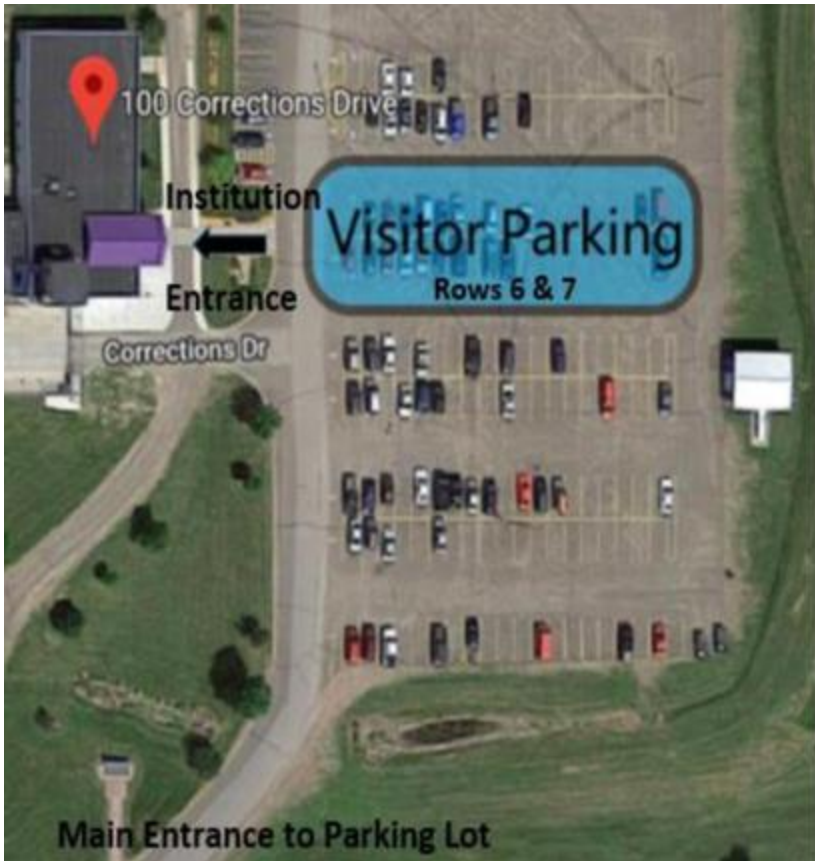 100 Corrections Drive
Institution
Visitor Parking
Rows 6 & 7
Entrance
Corrections Dr
Main Entrance to Parking Lot